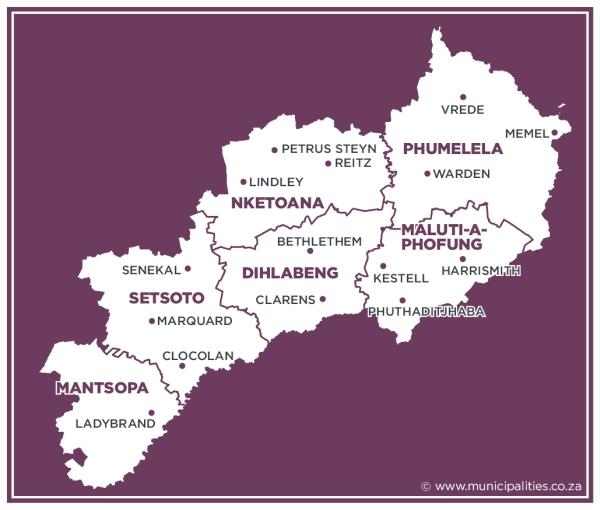 VREDE
MEMEL
PHUMELELA
WARDEN
PETRUS STEYN
REITZ
LINDLEY
NKETOANA
MALUTI-A-
PHOFUNG
HARRISMITH
KESTELL
PHUTHADITJHABA
BETHLETHEM
DIHLABENG
CLARENS
SENEKAL
SETSOTO
MARQUARD
CLOCOLAN
MANTSOPA
LADYBRAND
© www.municipalities.co.za